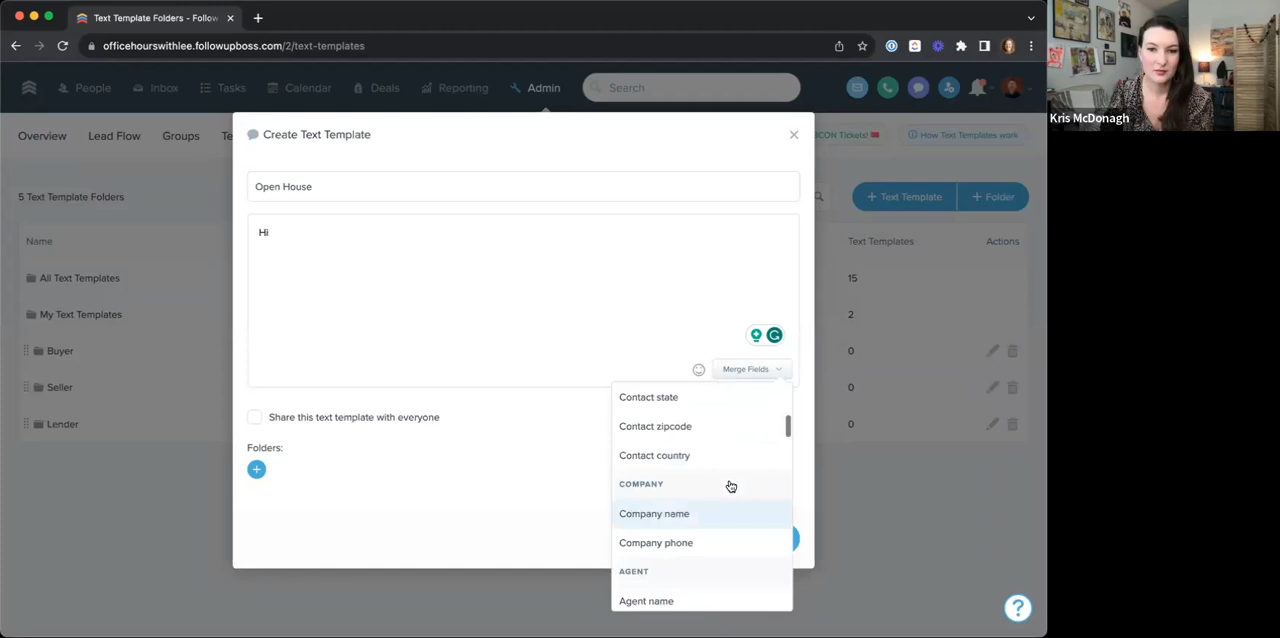 Text Template Folders - Follow
officehourswithlee.followupboss.com/2/text-templates
People Inbox Tasks Calendar Deals Reporting Admin Search
Kris McDonagh
Overview Lead Flow Groups Te
Create Text Template
CON Tickets!
How Text Templates work
5 Text Template Folders
Open House
+ Text Template + Folder
Name Text Templates Actions
Hi
All Text Templates 15
My Text Templates 2
Buyer 0
Seller 0
Lender 0
Merge Fields
Contact state
Contact zipcode
Contact country
COMPANY
Company name
Company phone
AGENT
Agent name
Share this text template with everyone
Folders:
+
?